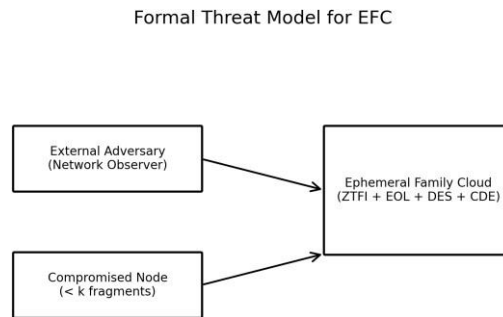 Formal Threat Model for EFC
External Adversary
(Network Observer)
Ephemeral Family Cloud
(ZTFI + EOL + DES + CDE)
Compromised Node
(< k fragments)